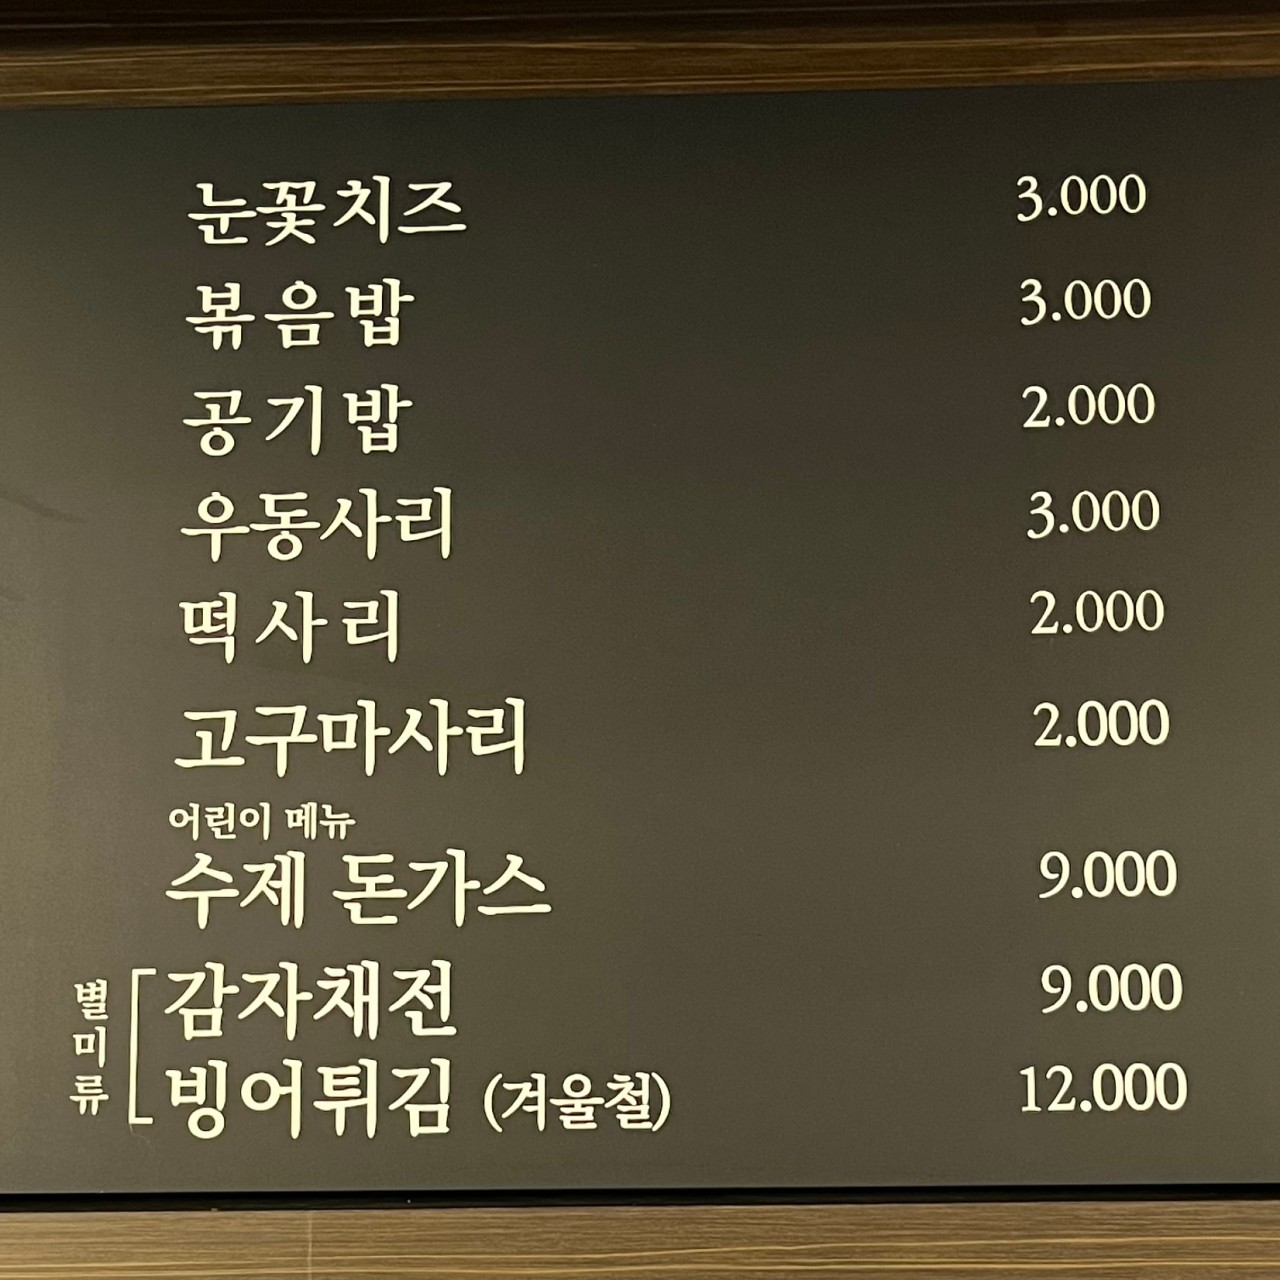 눈꽃치즈 3.000
볶음밥 3.000
공기밥 2.000
우동사리 3.000
떡사리 2.000
고구마사리 2.000
어린이 메뉴
수제 돈가스 9.000
별미류
감자채전 9.000
빙어튀김 (겨울철) 12.000